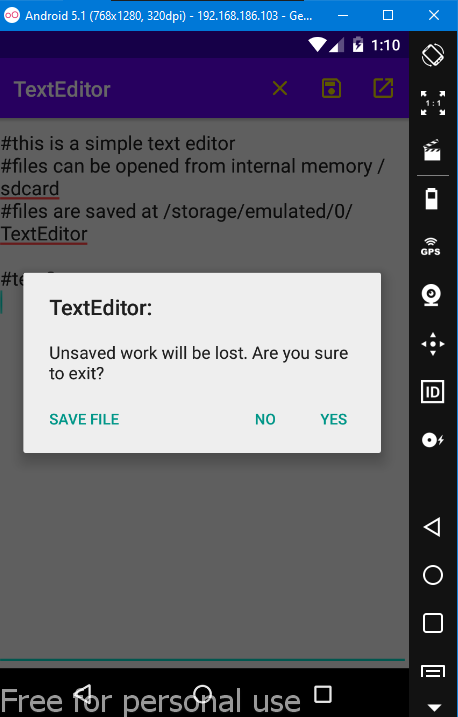 Android 5.1 (768x1280, 320dpi) - 192.168.186.103 - Ge...
1:10
TextEditor
1:1
#this is a simple text editor
#files can be opened from internal memory /
sdcard
#files are saved at /storage/emulated/0/
TextEditor
GPS
TextEditor:
Unsaved work will be lost. Are you sure
to exit?
SAVE FILE NO YES
ID
Free for personal use